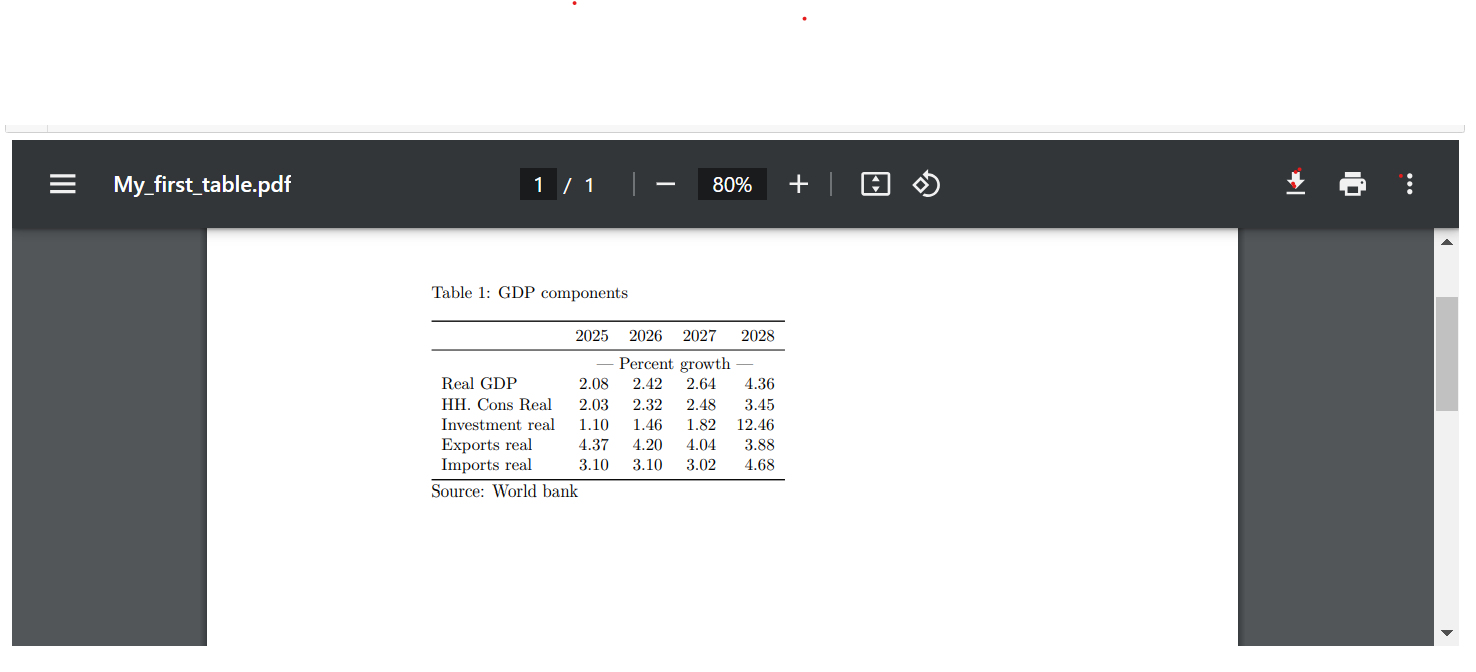 My_first_table.pdf 1 / 1 80%
Table 1: GDP components
2025 2026 2027 2028
— Percent growth —
Real GDP 2.08 2.42 2.64 4.36
HH. Cons Real 2.03 2.32 2.48 3.45
Investment real 1.10 1.46 1.82 12.46
Exports real 4.37 4.20 4.04 3.88
Imports real 3.10 3.10 3.02 4.68
Source: World bank